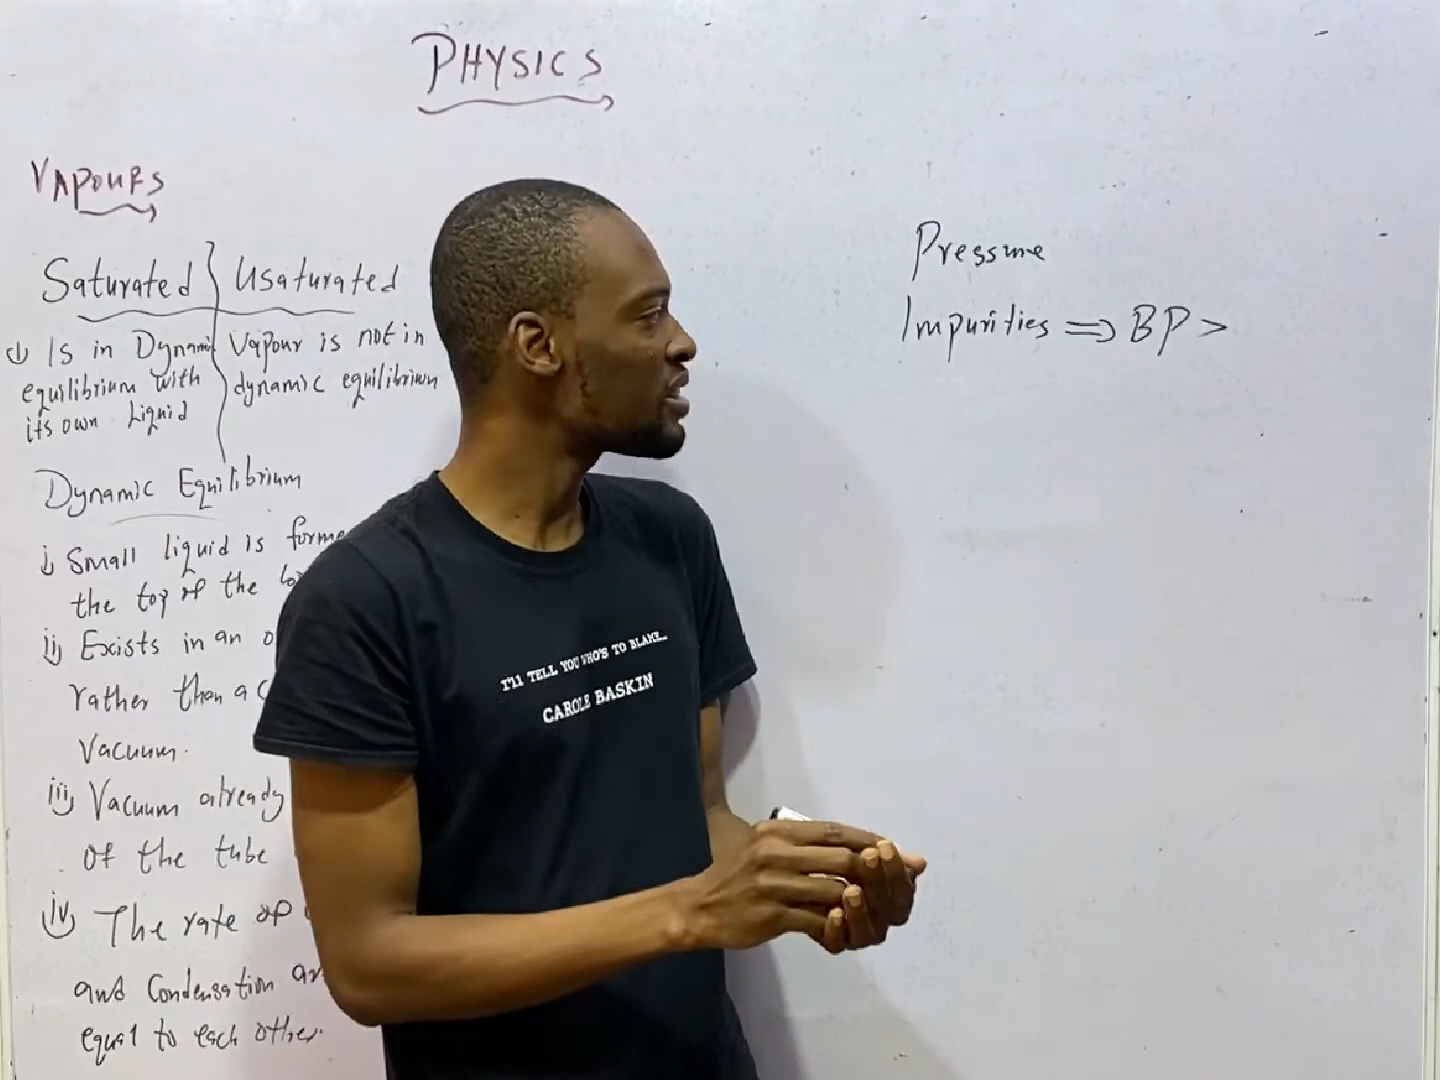 PHYSICS
VAPOURS
Saturated Usaturated
i) Is in Dynamic
equilibrium with
its own liquid
Vapour is not in
dynamic equilibrium
Dynamic Equilibrium
i) Small liquid is forme
the top of the
ii) Exists in an
rather than a
Vacuum.
iii) Vacuum already
of the tube
iv) The rate of
and Condensation ar
equal to each other.
Pressure
Impurities ⇒ BP >
I'll TELL YOU WHO'S TO BLAME...
CAROLE BASKIN